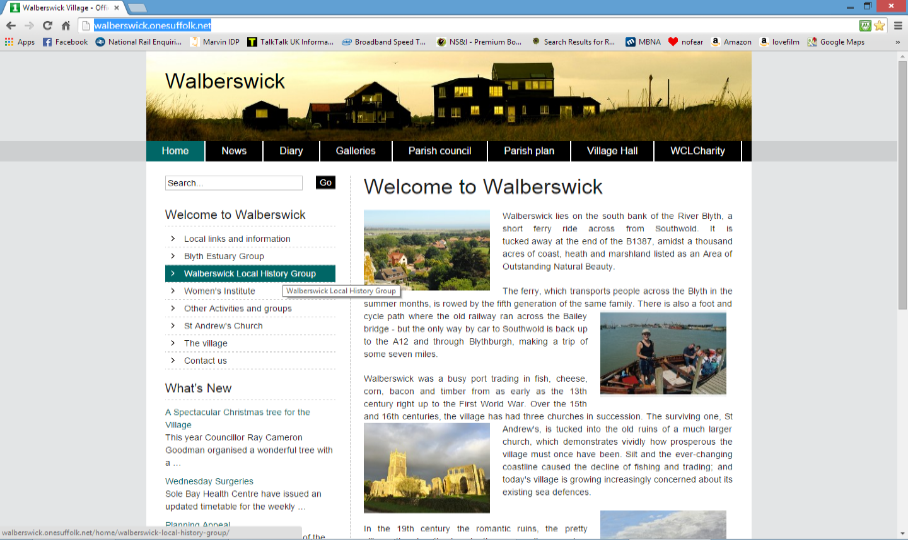 Walberswick Village - Offi
walberswick.onesuffolk.net
Apps Facebook National Rail Enquiri... Marvin IDP TalkTalk UK Informa... Broadband Speed T... NS&I - Premium Bo... Search Results for R... MBNA nofear Amazon lovefilm Google Maps
Walberswick
Home News Diary Galleries Parish council Parish plan Village Hall WCLCharity
Search... Go
Welcome to Walberswick
Local links and information
Blyth Estuary Group
Walberswick Local History Group
Women's Institute
Walberswick Local History Group
Other Activities and groups
St Andrew's Church
The village
Contact us
What's New
A Spectacular Christmas tree for the
Village
This year Councillor Ray Cameron
Goodman organised a wonderful tree with
a ...
Wednesday Surgeries
Sole Bay Health Centre have issued an
updated timetable for the weekly ...
Planning Appeal
of the
Welcome to Walberswick
Walberswick lies on the south bank of the River Blyth, a
short ferry ride across from Southwold. It is
tucked away at the end of the B1387, amidst a thousand
acres of coast, heath and marshland listed as an Area of
Outstanding Natural Beauty.
The ferry, which transports people across the Blyth in the
summer months, is rowed by the fifth generation of the same family. There is also a foot and
cycle path where the old railway ran across the Bailey
bridge - but the only way by car to Southwold is back up
to the A12 and through Blythburgh, making a trip of
some seven miles.
Walberswick was a busy port trading in fish, cheese,
corn, bacon and timber from as early as the 13th
century right up to the First World War. Over the 15th
and 16th centuries, the village has had three churches in succession. The surviving one, St
Andrew's, is tucked into the old ruins of a much larger
church, which demonstrates vividly how prosperous the
village must once have been. Silt and the ever-changing
coastline caused the decline of fishing and trading; and
today's village is growing increasingly concerned about its
existing sea defences.
In the 19th century the romantic ruins, the pretty
walberswick.onesuffolk.net/home/walberswick-local-history-group/